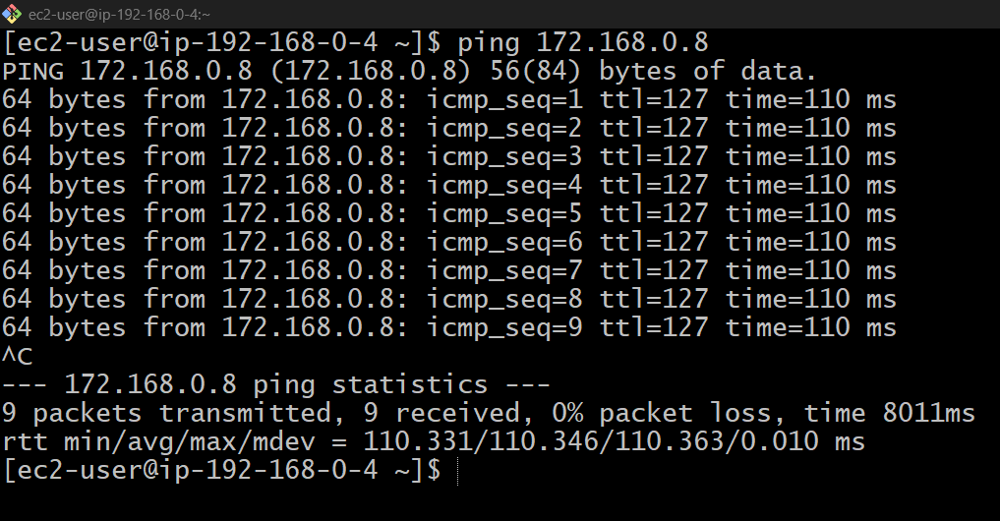 ec2-user@ip-192-168-0-4:~
[ec2-user@ip-192-168-0-4 ~]$ ping 172.168.0.8
PING 172.168.0.8 (172.168.0.8) 56(84) bytes of data.
64 bytes from 172.168.0.8: icmp_seq=1 ttl=127 time=110 ms
64 bytes from 172.168.0.8: icmp_seq=2 ttl=127 time=110 ms
64 bytes from 172.168.0.8: icmp_seq=3 ttl=127 time=110 ms
64 bytes from 172.168.0.8: icmp_seq=4 ttl=127 time=110 ms
64 bytes from 172.168.0.8: icmp_seq=5 ttl=127 time=110 ms
64 bytes from 172.168.0.8: icmp_seq=6 ttl=127 time=110 ms
64 bytes from 172.168.0.8: icmp_seq=7 ttl=127 time=110 ms
64 bytes from 172.168.0.8: icmp_seq=8 ttl=127 time=110 ms
64 bytes from 172.168.0.8: icmp_seq=9 ttl=127 time=110 ms
^C
--- 172.168.0.8 ping statistics ---
9 packets transmitted, 9 received, 0% packet loss, time 8011ms
rtt min/avg/max/mdev = 110.331/110.346/110.363/0.010 ms
[ec2-user@ip-192-168-0-4 ~]$